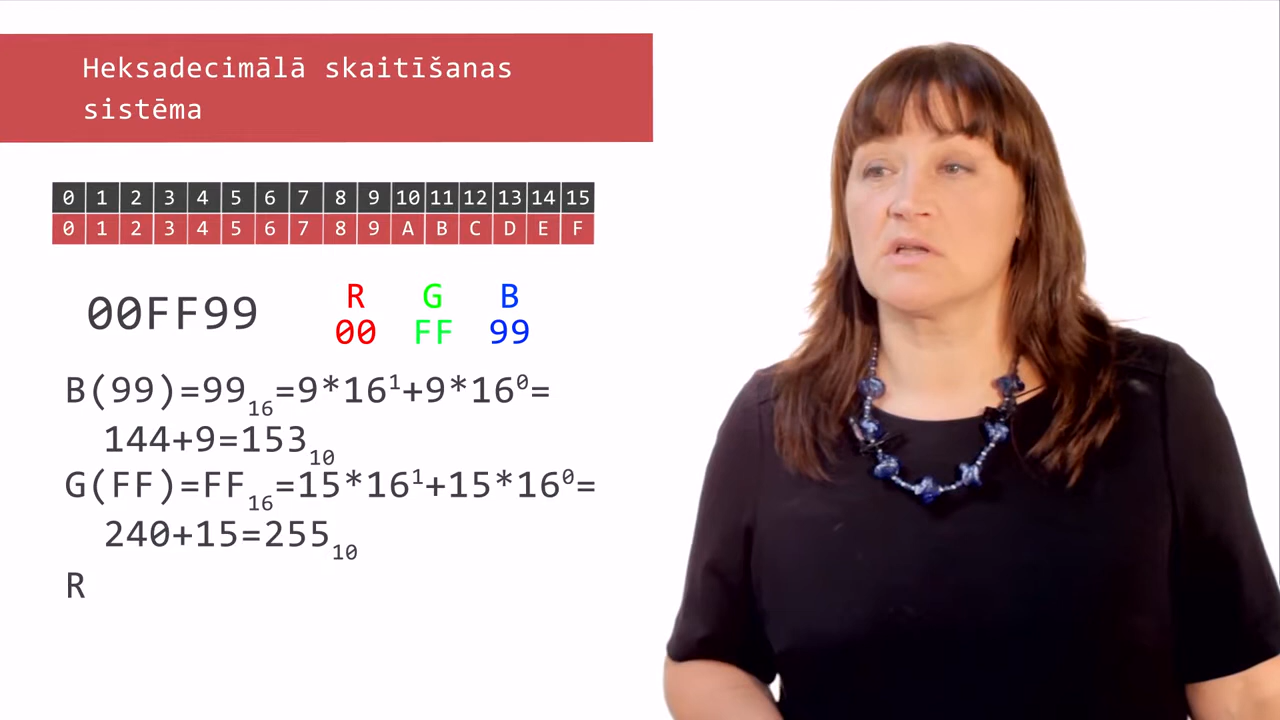 Heksadecimālā skaitīšanas
sistēma
0 1 2 3 4 5 6 7 8 9 10 11 12 13 14 15
0 1 2 3 4 5 6 7 8 9 A B C D E F
00FF99
R G B
00 FF 99
B(99)=99₁₆=9*16¹+9*16⁰=
144+9=153₁₀
G(FF)=FF₁₆=15*16¹+15*16⁰=
240+15=255₁₀
R